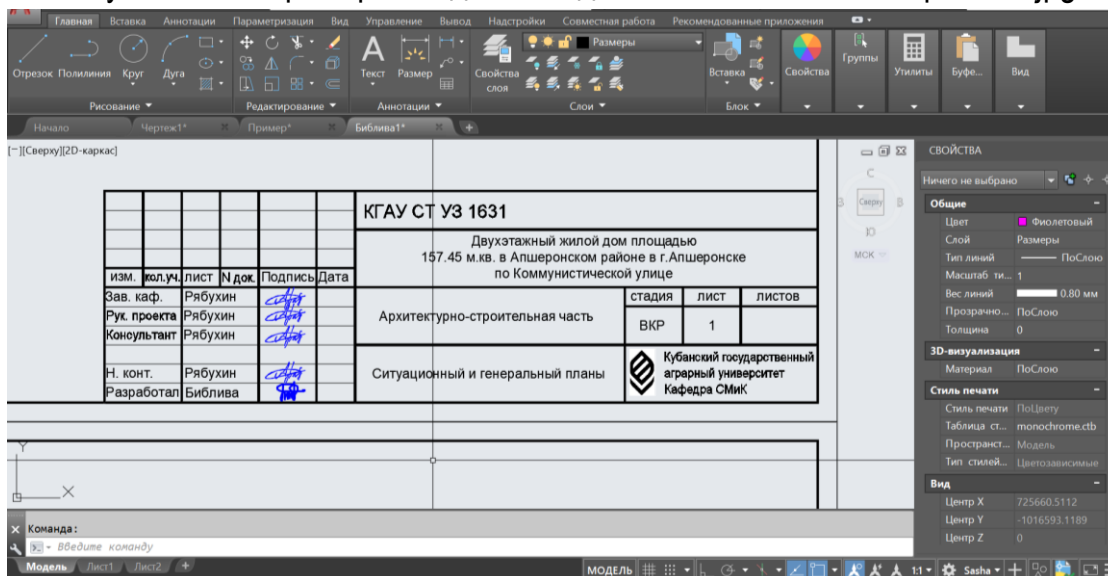 Главная Вставка Аннотации Параметризация Вид Управление Вывод Надстройки Совместная работа Рекомендованные приложения
Отрезок Полилиния Круг Дуга
Текст Размер
Свойства слоя
Размеры
Вставка
Свойства
Группы
Утилиты
Буфе...
Вид
Рисование Редактирование Аннотации Слои Блок
Начало Чертеж1* Пример* Библива1*
[−][Сверху][2D-каркас]
С
З Сверху В
Ю
МСК
КГАУ СТ УЗ 1631
Двухэтажный жилой дом площадью
157.45 м.кв. в Апшеронском районе в г.Апшеронске
по Коммунистической улице
изм. кол.уч. лист N док. Подпись Дата
Зав. каф. Рябухин
Рук. проекта Рябухин
Консультант Рябухин
Н. конт. Рябухин
Разработал Библива
Архитектурно-строительная часть
стадия лист листов
ВКР 1
Ситуационный и генеральный планы
Кубанский государственный
аграрный университет
Кафедра СМиК
Y
X
СВОЙСТВА
Ничего не выбрано
Общие
Цвет Фиолетовый
Слой Размеры
Тип линий ПоСлою
Масштаб ти... 1
Вес линий 0.80 мм
Прозрачно... ПоСлою
Толщина 0
3D-визуализация
Материал ПоСлою
Стиль печати
Стиль печати ПоЦвету
Таблица ст... monochrome.ctb
Пространст... Модель
Тип стилей... Цветозависимые
Вид
Центр X 725660.5112
Центр Y -1016593.1189
Центр Z 0
Команда:
Введите команду
Модель Лист1 Лист2 +
МОДЕЛЬ 1:1 Sasha